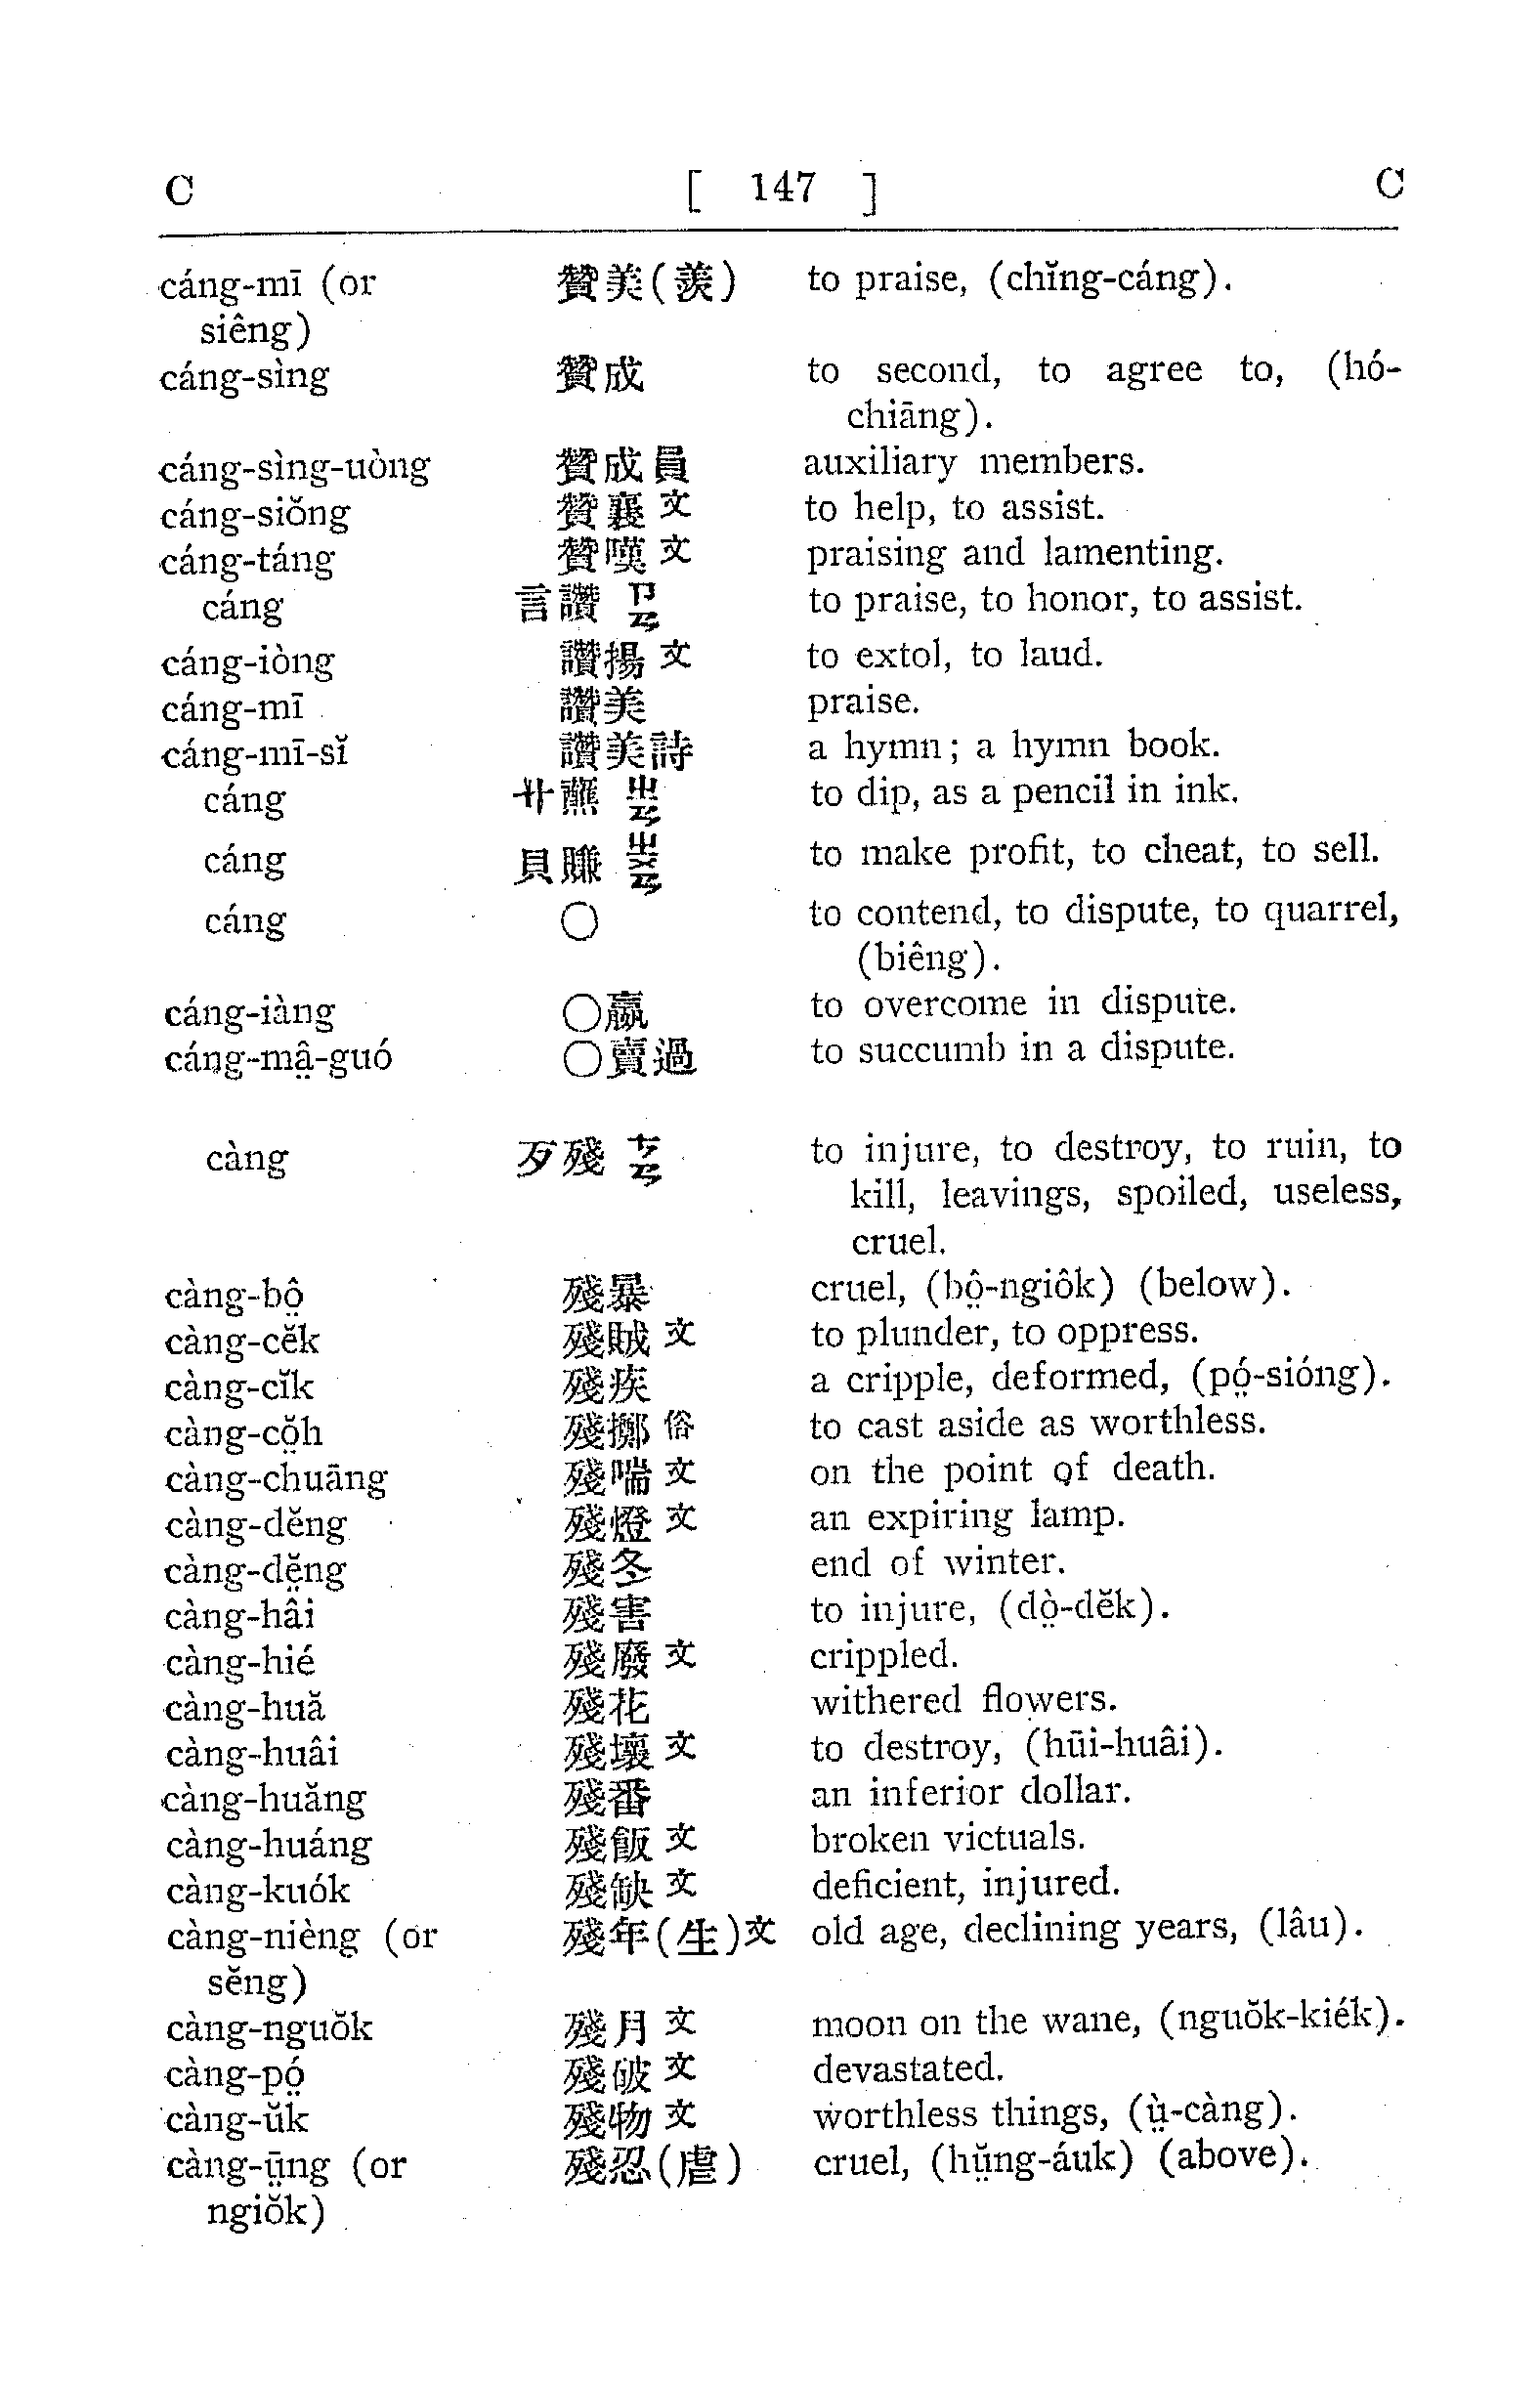 C [ 147 ] C
cáng-mī (or 贊美(羨) to praise, (chĭng-cáng).
siêng)
cáng-sìng 贊成 to second, to agree to, (hó-
chiāng).
cáng-sìng-uòng 贊成員 auxiliary members.
cáng-siŏng 贊襄文 to help, to assist.
cáng-táng 贊嘆文 praising and lamenting.
cáng 言讚 ㄗㄢ to praise, to honor, to assist.
cáng-iòng 讚揚文 to extol, to laud.
cáng-mī 讚美 praise.
cáng-mī-sĭ 讚美詩 a hymn; a hymn book.
cáng 艹蘸 ㄓㄢ to dip, as a pencil in ink.
cáng 貝賺 ㄓㄨㄢ to make profit, to cheat, to sell.
cáng ○ to contend, to dispute, to quarrel,
(biêng).
cáng-iàng ○贏 to overcome in dispute.
cáng-mâ̤-guó ○賣過 to succumb in a dispute.
càng 歹殘 ㄘㄢ to injure, to destroy, to ruin, to
kill, leavings, spoiled, useless,
cruel.
càng-bô̤ 殘暴 cruel, (bô̤-ngiôk) (below).
càng-cĕk 殘賊文 to plunder, to oppress.
càng-cĭk 殘疾 a cripple, deformed, (pó̤-sióng).
càng-cŏ̤h 殘擲俗 to cast aside as worthless.
càng-chuāng 殘喘文 on the point of death.
càng-dĕng 殘燈文 an expiring lamp.
càng-dĕ̤ng 殘冬 end of winter.
càng-hâi 殘害 to injure, (dò̤-dĕk).
càng-hié 殘廢文 crippled.
càng-huă 殘花 withered flowers.
càng-huâi 殘壞文 to destroy, (hūi-huâi).
càng-huăng 殘番 an inferior dollar.
càng-huáng 殘飯文 broken victuals.
càng-kuók 殘缺文 deficient, injured.
càng-nièng (or 殘年(生)文 old age, declining years, (lâu).
sĕng)
càng-nguŏk 殘月文 moon on the wane, (nguŏk-kiék).
càng-pó̤ 殘破文 devastated.
càng-ŭk 殘物文 worthless things, (ṳ̀-càng).
càng-ṳ̄ng (or 殘忍(虐) cruel, (hṳ̆ng-áuk) (above).
ngiŏk)